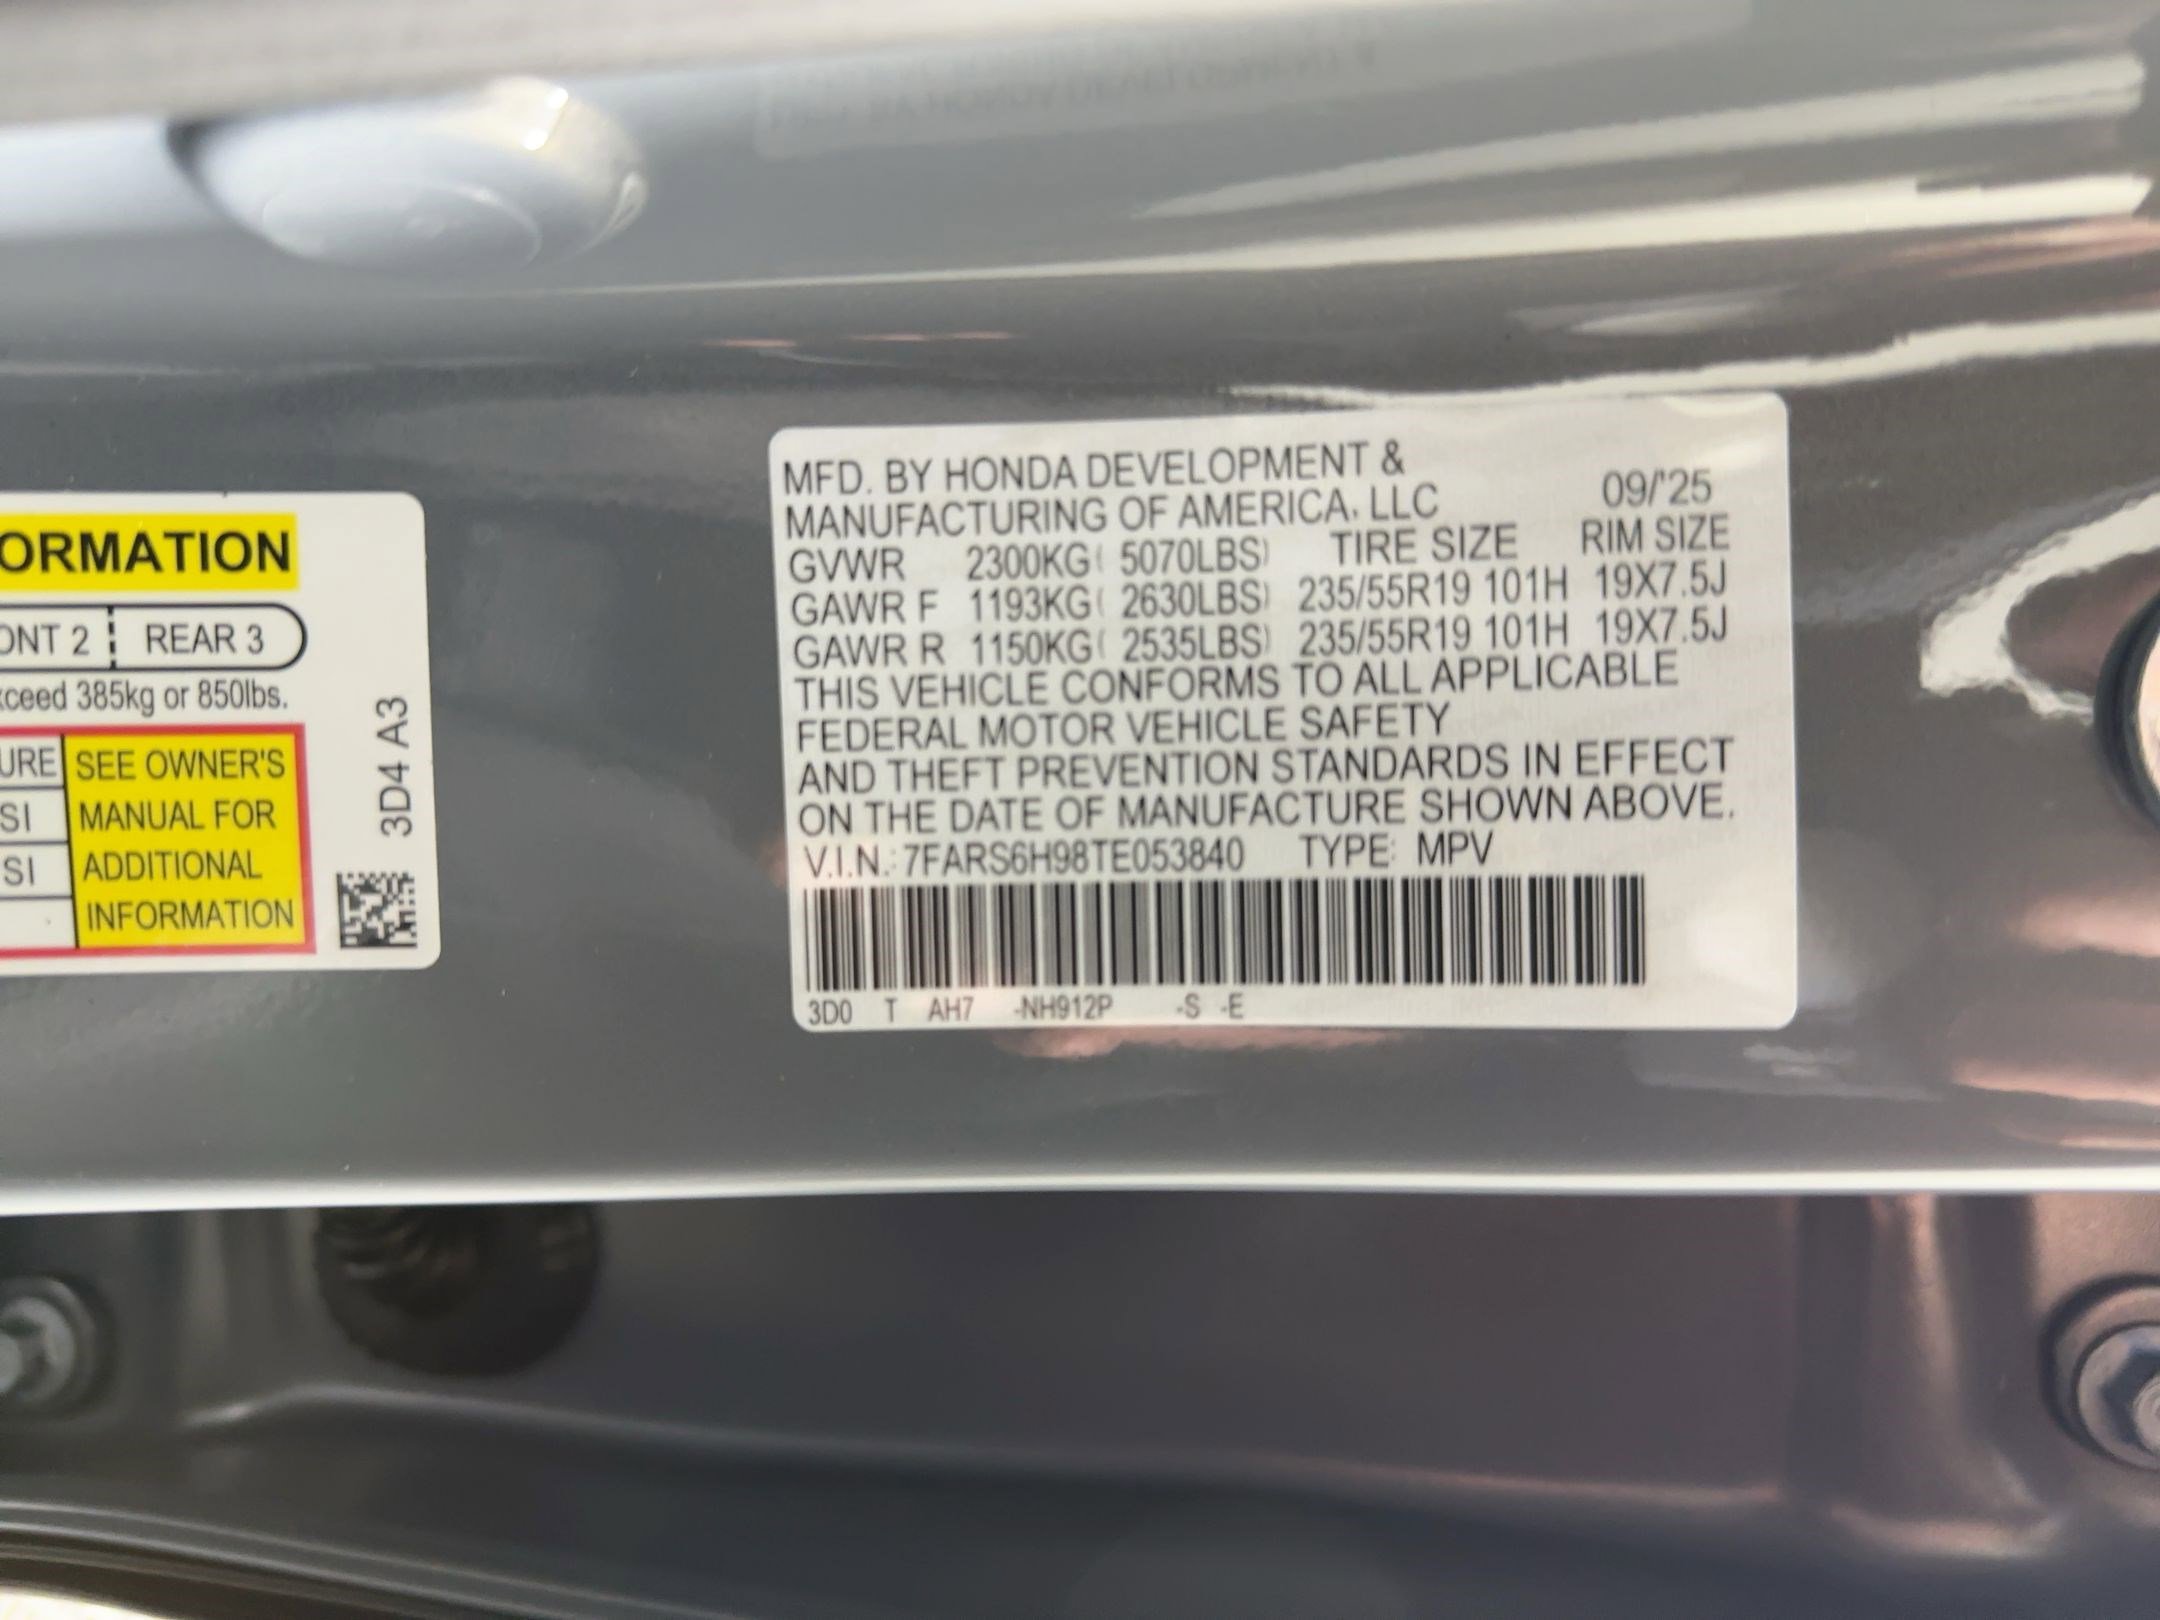 ORMATION
ONT 2 REAR 3
xceed 385kg or 850lbs.
URE SEE OWNER'S
SI MANUAL FOR
SI ADDITIONAL
INFORMATION
3D4 A3
MFD. BY HONDA DEVELOPMENT &
MANUFACTURING OF AMERICA, LLC 09/'25
GVWR 2300KG( 5070LBS) TIRE SIZE RIM SIZE
GAWR F 1193KG( 2630LBS) 235/55R19 101H 19X7.5J
GAWR R 1150KG( 2535LBS) 235/55R19 101H 19X7.5J
THIS VEHICLE CONFORMS TO ALL APPLICABLE
FEDERAL MOTOR VEHICLE SAFETY
AND THEFT PREVENTION STANDARDS IN EFFECT
ON THE DATE OF MANUFACTURE SHOWN ABOVE.
V.I.N.: 7FARS6H98TE053840 TYPE: MPV
3D0 T AH7 -NH912P -S -E